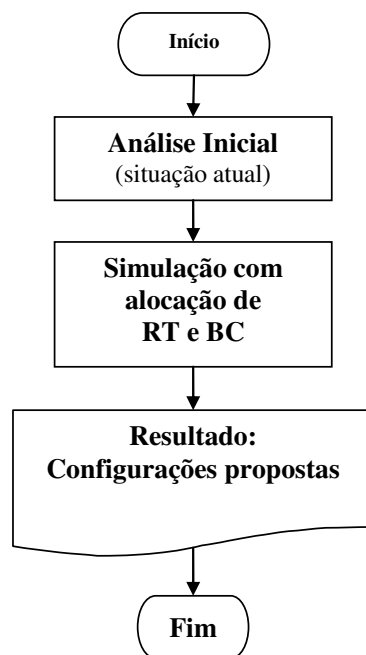 Início
Análise Inicial
(situação atual)
Simulação com
alocação de
RT e BC
Resultado:
Configurações propostas
Fim